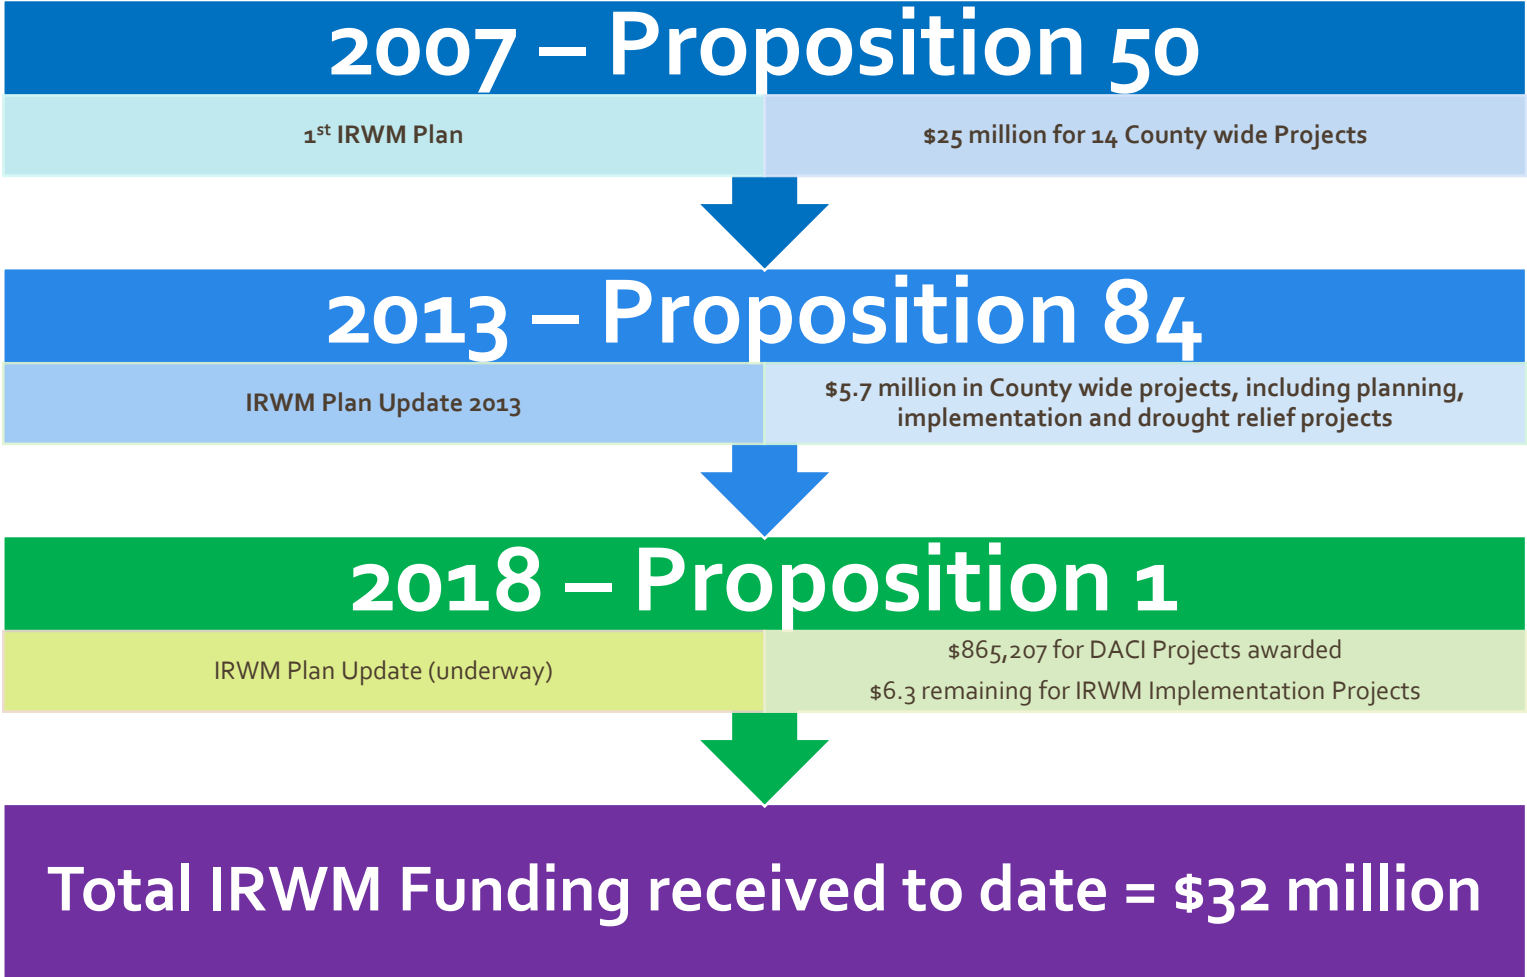 2007 – Proposition 50
1st IRWM Plan
$25 million for 14 County wide Projects
2013 – Proposition 84
IRWM Plan Update 2013
$5.7 million in County wide projects, including planning,
implementation and drought relief projects
2018 – Proposition 1
IRWM Plan Update (underway)
$865,207 for DACI Projects awarded
$6.3 remaining for IRWM Implementation Projects
Total IRWM Funding received to date = $32 million